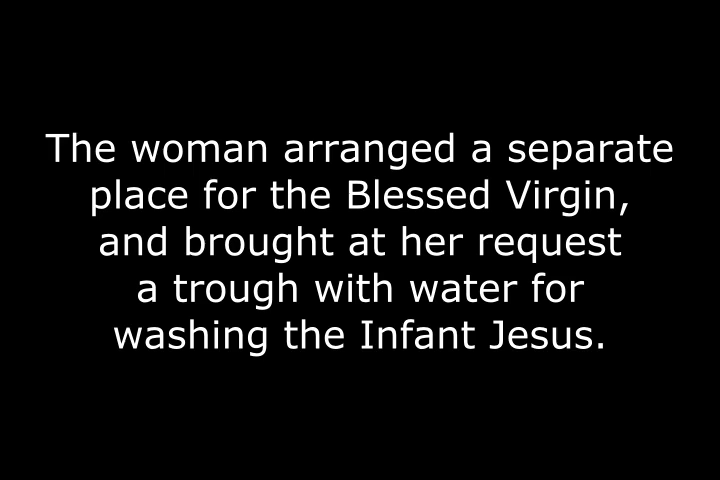 The woman arranged a separate
place for the Blessed Virgin,
and brought at her request
a trough with water for
washing the Infant Jesus.